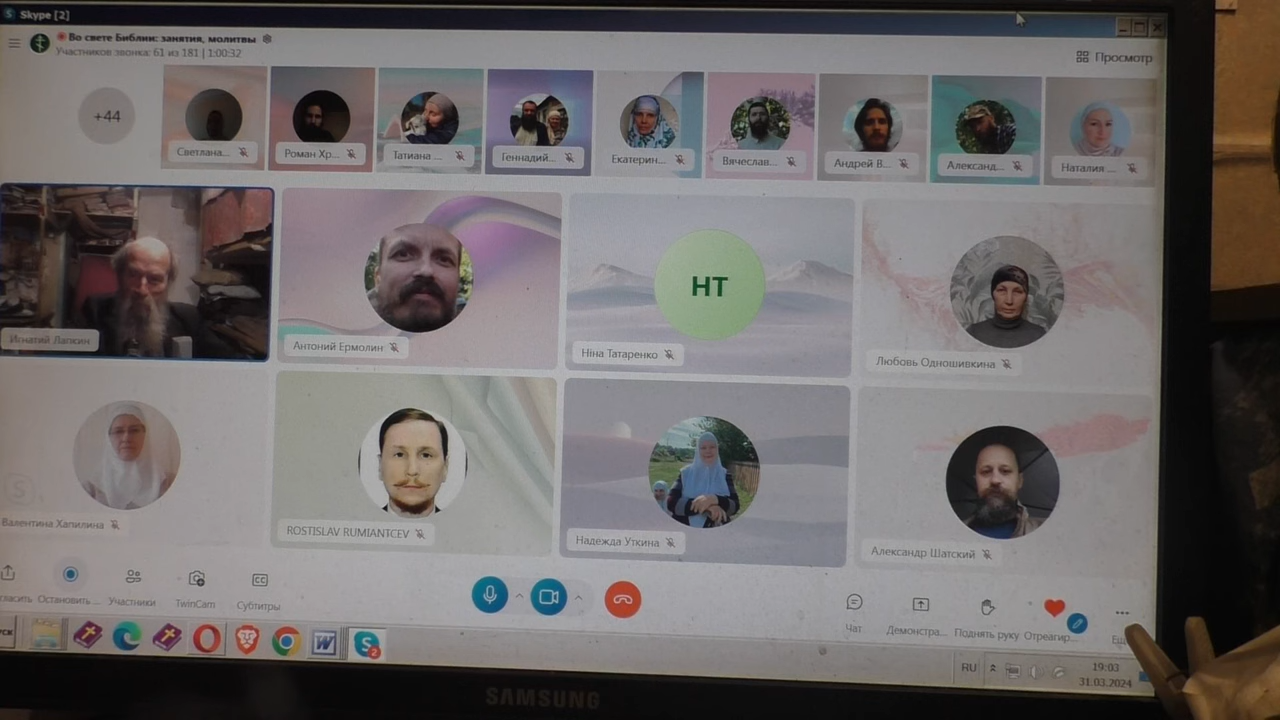 Skype [2]
Во свете Библии: занятия, молитвы
Участников звонка: 61 из 181 | 1:00:32
Просмотр
+44
Светлана...
Роман Хр...
Татиана ...
Геннадий...
Екатерин...
Вячеслав...
Андрей В...
Александ...
Наталия ...
Игнатий Лапкин
Антоний Ермолин
НТ
Ніна Татаренко
Любовь Одношивкина
Валентина Хапилина
ROSTISLAV RUMIANTCEV
Надежда Уткина
Александр Шатский
Остановить ...
Участники
TwinCam
CC
Субтитры
Чат
Демонстра...
Поднять руку
Отреагир...
RU
19:03
31.03.2024
SAMSUNG